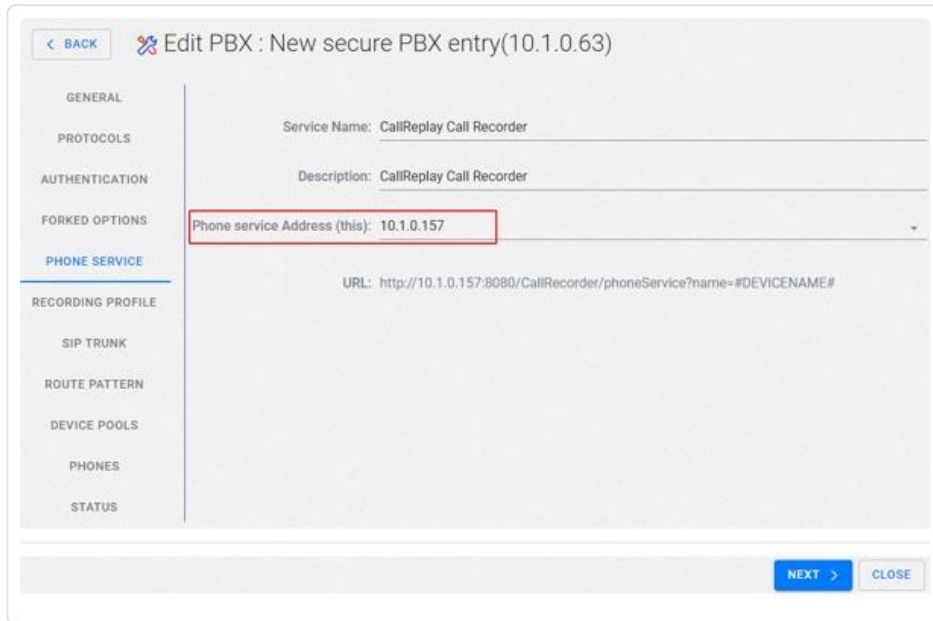 < BACK
Edit PBX : New secure PBX entry(10.1.0.63)
GENERAL
PROTOCOLS
AUTHENTICATION
FORKED OPTIONS
PHONE SERVICE
RECORDING PROFILE
SIP TRUNK
ROUTE PATTERN
DEVICE POOLS
PHONES
STATUS
Service Name: CallReplay Call Recorder
Description: CallReplay Call Recorder
Phone service Address (this): 10.1.0.157
URL: http://10.1.0.157:8080/CallRecorder/phoneService?name=#DEVICENAME#
NEXT >
CLOSE